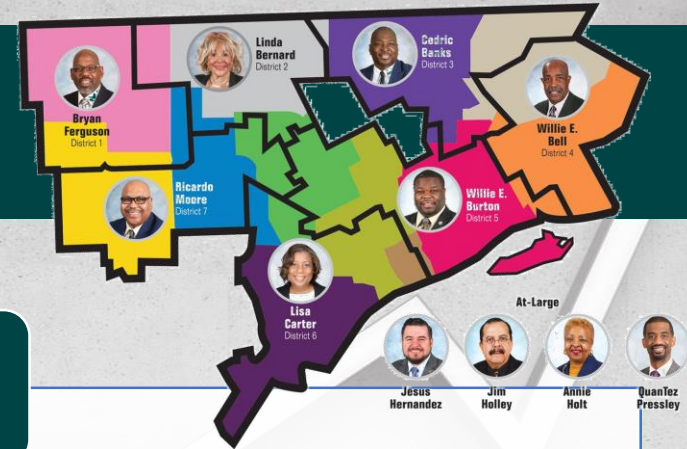 Bryan
Ferguson
District 1
Linda
Bernard
District 2
Cedric
Banks
District 3
Willie E.
Bell
District 4
Ricardo
Moore
District 7
Willie E.
Burton
District 5
Lisa
Carter
District 6
At-Large
Jesus
Hernandez
Jim
Holley
Annie
Holt
QuanTez
Pressley